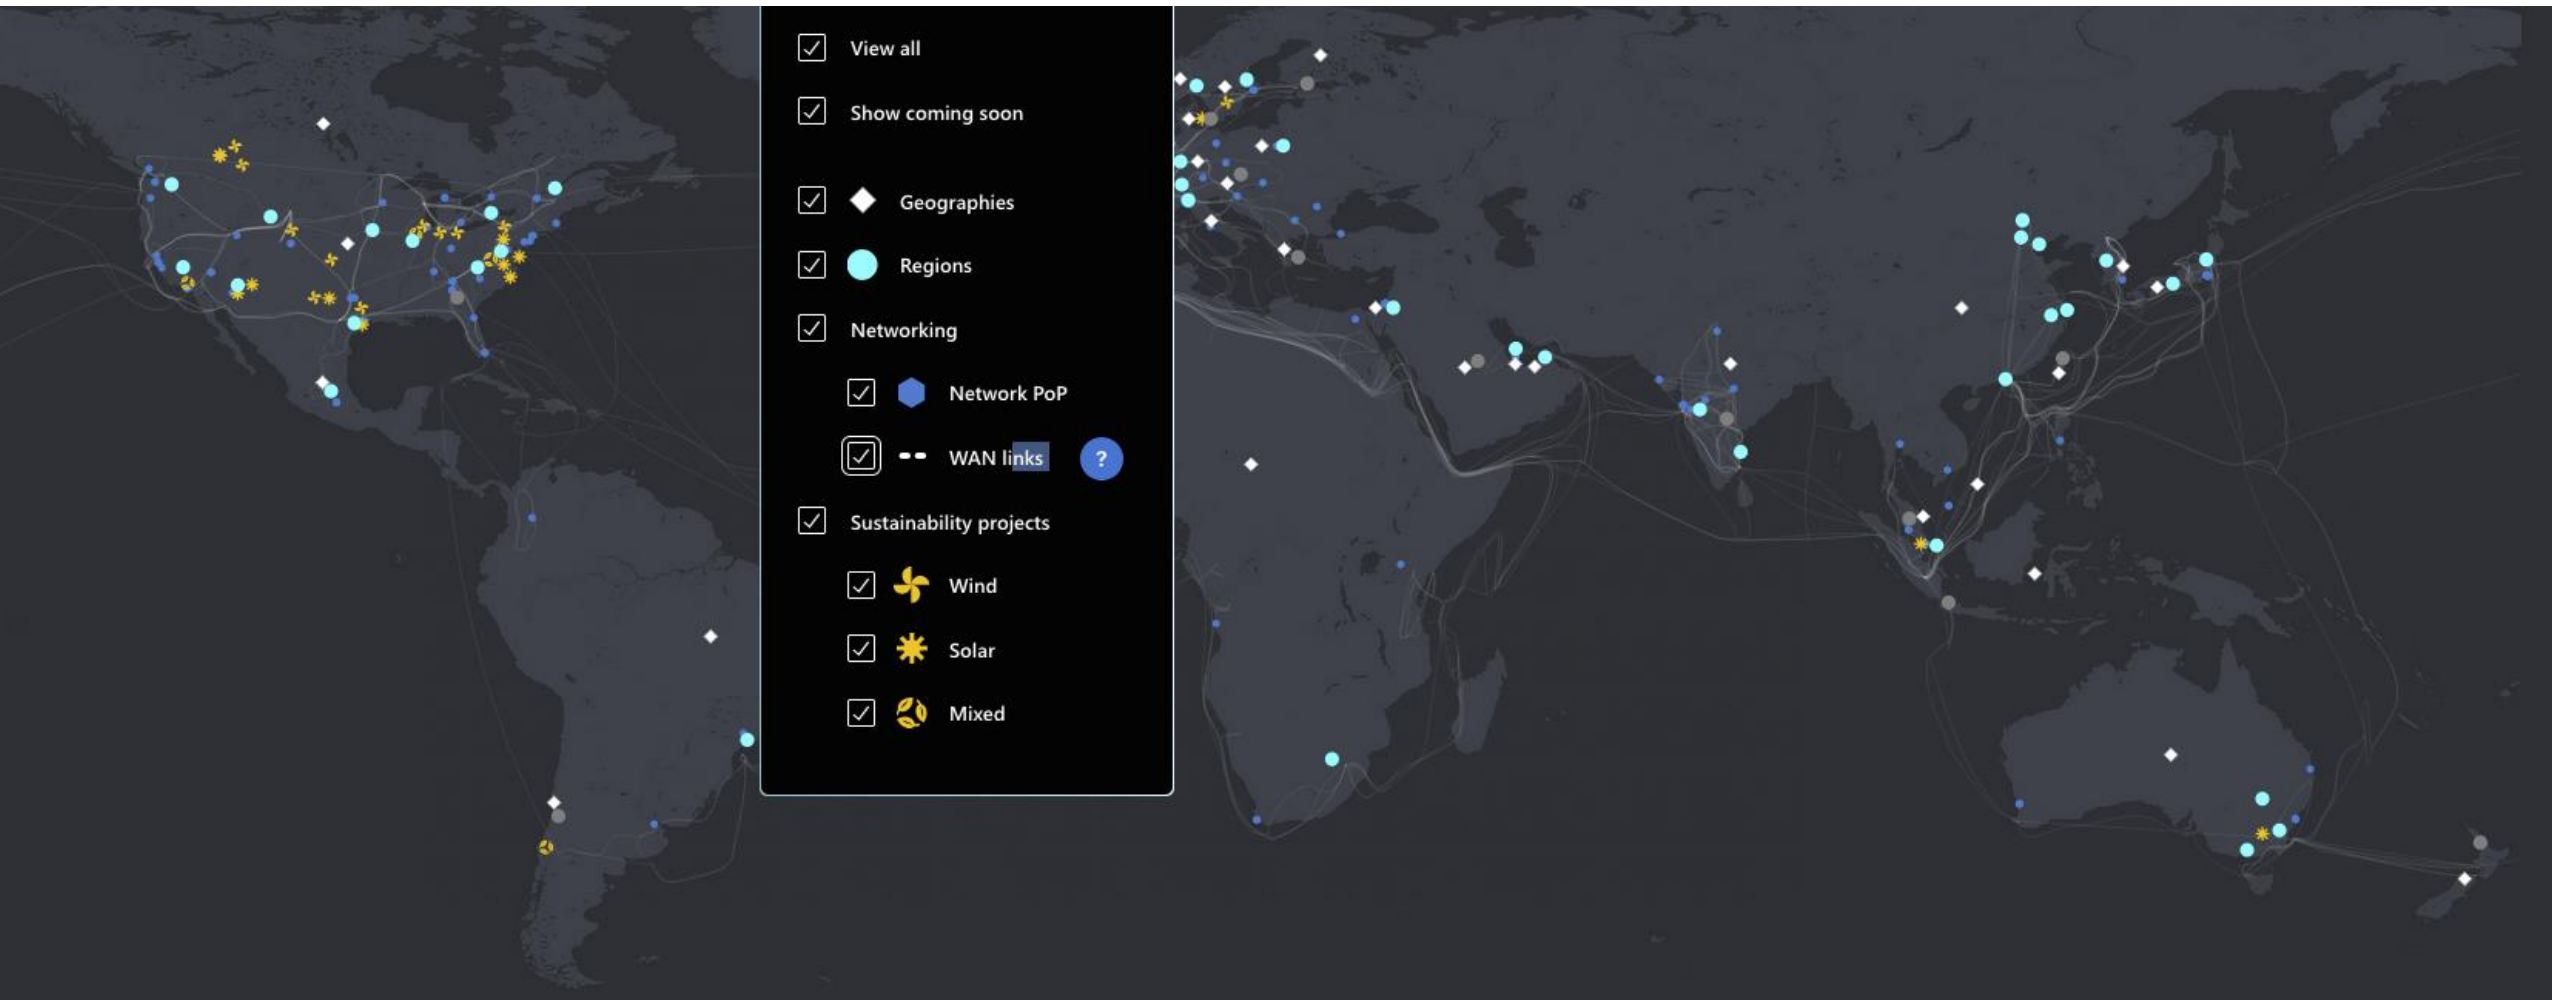 View all
Show coming soon
Geographies
Regions
Networking
Network PoP
WAN links ?
Sustainability projects
Wind
Solar
Mixed